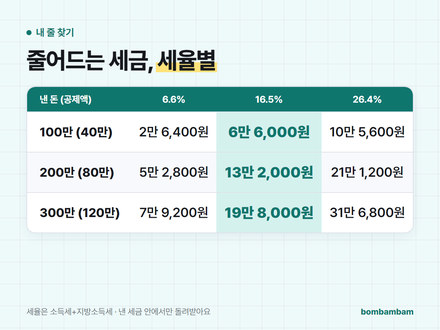 내 줄 찾기
줄어드는 세금, 세율별
낸 돈 (공제액) 6.6% 16.5% 26.4%
100만 (40만) 2만 6,400원 6만 6,000원 10만 5,600원
200만 (80만) 5만 2,800원 13만 2,000원 21만 1,200원
300만 (120만) 7만 9,200원 19만 8,000원 31만 6,800원
세율은 소득세+지방소득세 · 낸 세금 안에서만 돌려받아요 bombambam